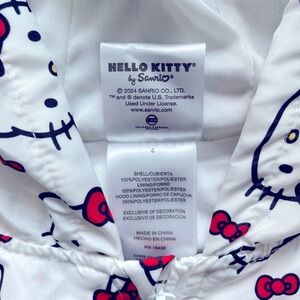 HELLO KITTY®
by Sanrio
© 2024 SANRIO CO., LTD.
™ and ® denote U.S. Trademarks
Used Under License.
www.sanrio.com
4
SHELL/CUBIERTA
100%POLYESTER/POLIESTER
LINING/FORRO
100%POLYESTER/POLIESTER
HOOD LINING/FORRO DE CAPUCHA
100%POLYESTER/POLIESTER
EXCLUSIVE OF DECORATION
EXCLUSIVO DE DECORACION
MADE IN CHINA
HECHO EN CHINA